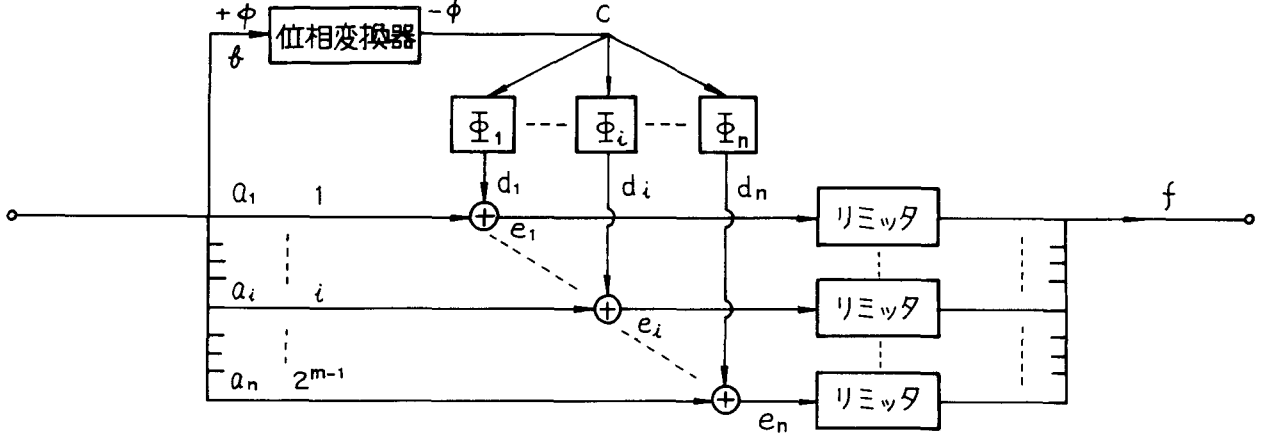 +φ 位相変換器 -φ C
b
Φ1 Φi Φn
d1 di dn
a1 1 リミッタ f
e1
ai i リミッタ
ei
an 2^m-1 リミッタ
en